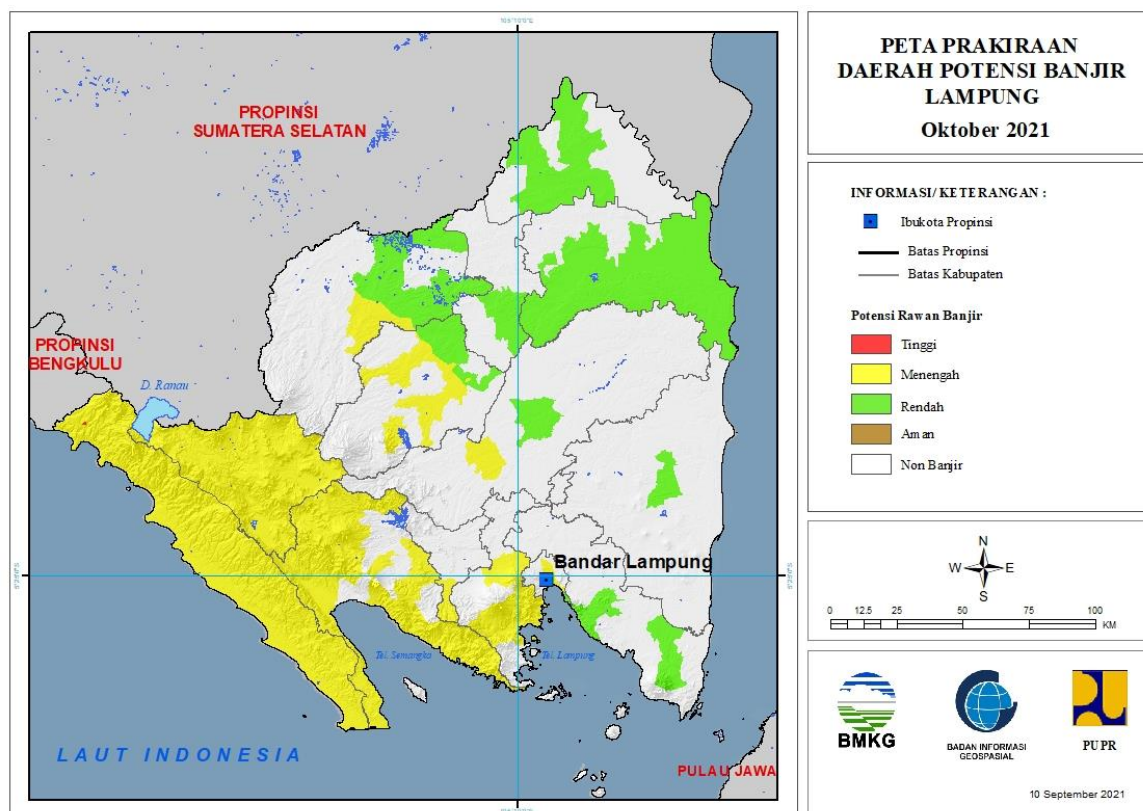 PETA PRAKIRAAN
DAERAH POTENSI BANJIR
LAMPUNG
Oktober 2021
INFORMASI/ KETERANGAN :
Ibukota Propinsi
Batas Propinsi
Batas Kabupaten
Potensi Rawan Banjir
Tinggi
Menengah
Rendah
Aman
Non Banjir
N
W E
S
0 12.5 25 50 75 100
KM
BMKG
BADAN INFORMASI
GEOSPASIAL
PUPR
10 September 2021
PROPINSI
SUMATERA SELATAN
PROPINSI
BENGKULU
D. Ranau
Bandar Lampung
Tel. Semangka
Tel. Lampung
LAUT INDONESIA
PULAU JAWA